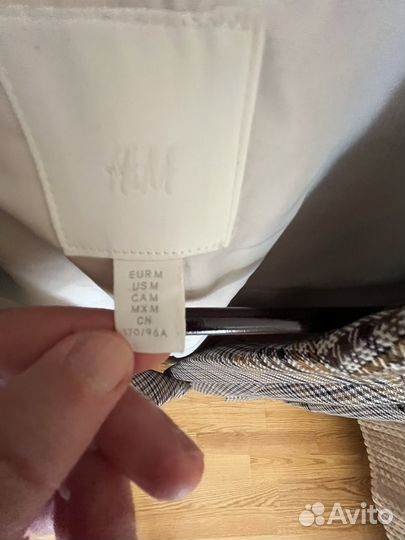 H&M
EUR M
US M
CA M
MX M
CN
170/96A
Avito